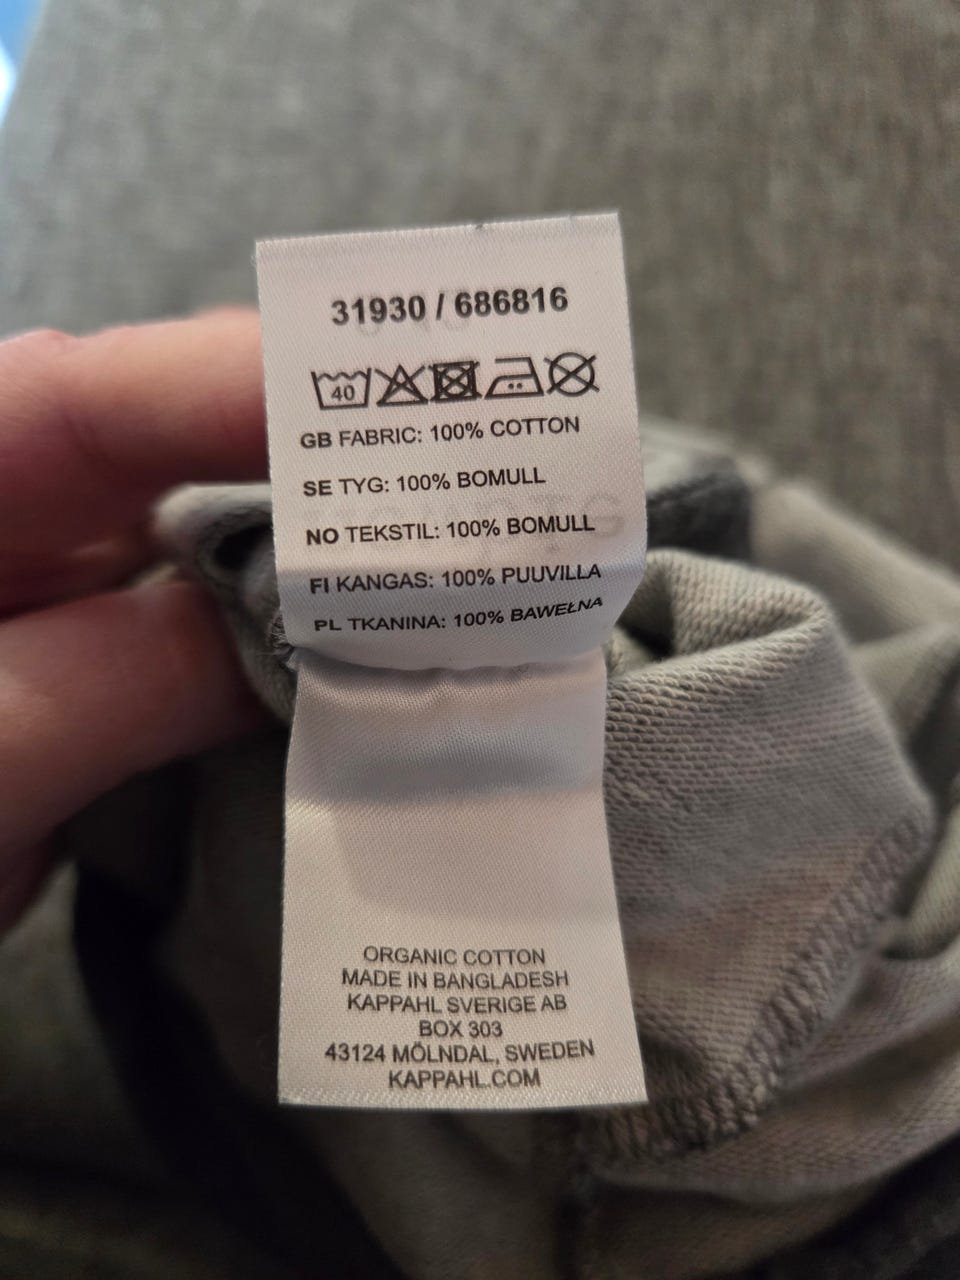 31930 / 686816
40
GB FABRIC: 100% COTTON
SE TYG: 100% BOMULL
NO TEKSTIL: 100% BOMULL
FI KANGAS: 100% PUUVILLA
PL TKANINA: 100% BAWEŁNA
ORGANIC COTTON
MADE IN BANGLADESH
KAPPAHL SVERIGE AB
BOX 303
43124 MÖLNDAL, SWEDEN
KAPPAHL.COM